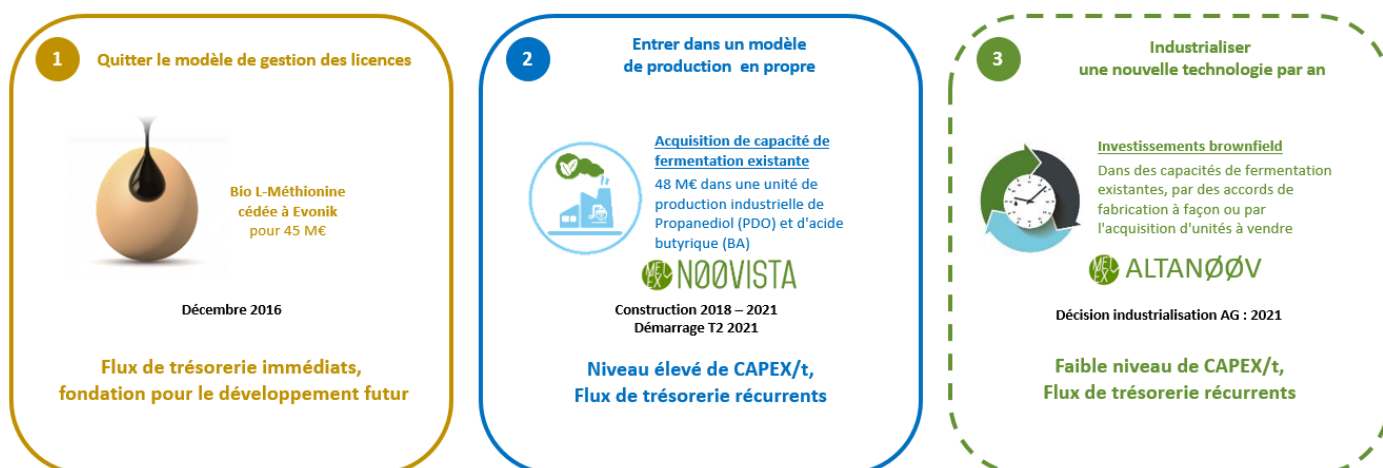 1
Quitter le modèle de gestion des licences
Bio L-Méthionine
cédée à Evonik
pour 45 M€
Décembre 2016
Flux de trésorerie immédiats,
fondation pour le développement futur
2
Entrer dans un modèle
de production en propre
Acquisition de capacité de
fermentation existante
48 M€ dans une unité de
production industrielle de
Propanediol (PDO) et d'acide
butyrique (BA)
METEX NØØVISTA
Construction 2018 – 2021
Démarrage T2 2021
Niveau élevé de CAPEX/t,
Flux de trésorerie récurrents
3
Industrialiser
une nouvelle technologie par an
Investissements brownfield
Dans des capacités de fermentation
existantes, par des accords de
fabrication à façon ou par
l'acquisition d'unités à vendre
METEX ALTANØØV
Décision industrialisation AG : 2021
Faible niveau de CAPEX/t,
Flux de trésorerie récurrents